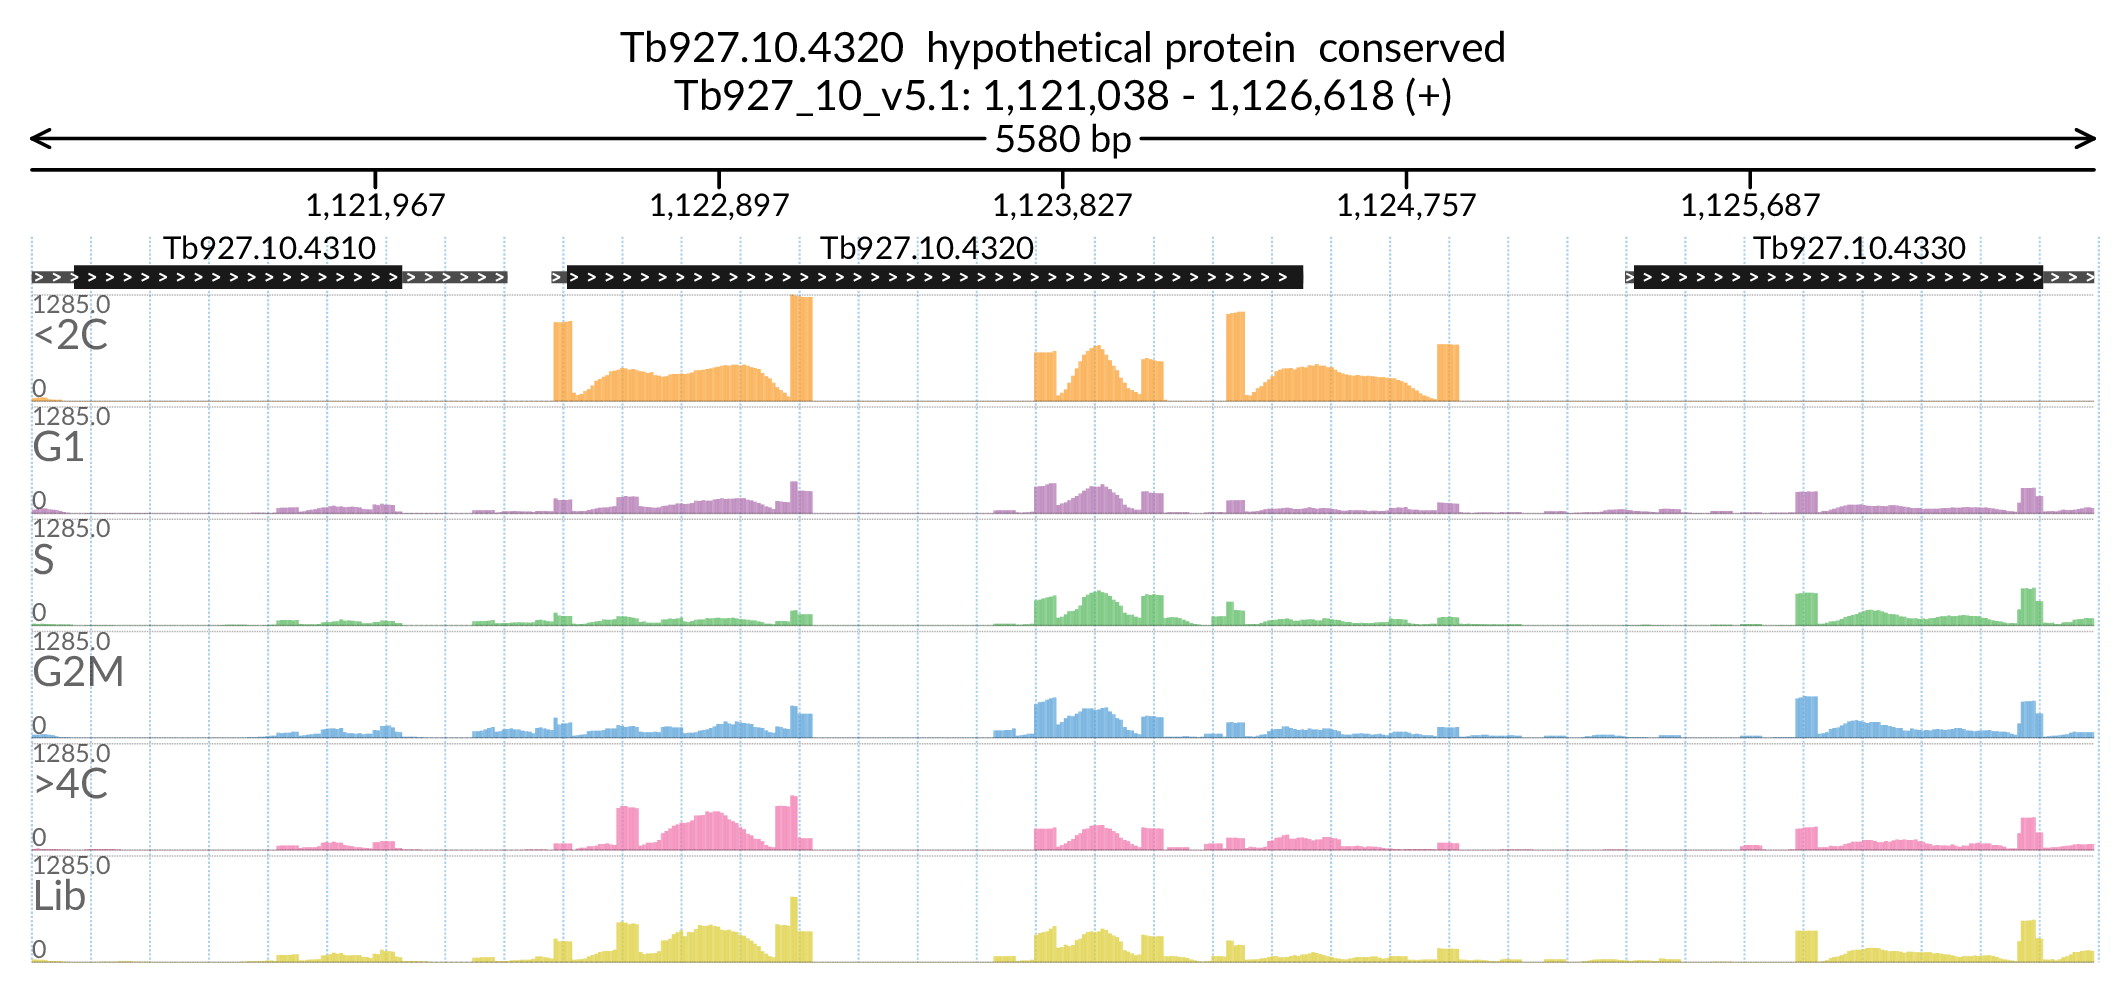 Tb927.10.4320 hypothetical protein conserved
Tb927_10_v5.1: 1,121,038 - 1,126,618 (+)
5580 bp
1,121,967 1,122,897 1,123,827 1,124,757 1,125,687
Tb927.10.4310 Tb927.10.4320 Tb927.10.4330
1285.0
<2C
0
1285.0
G1
0
1285.0
S
0
1285.0
G2M
0
1285.0
>4C
0
1285.0
Lib
0